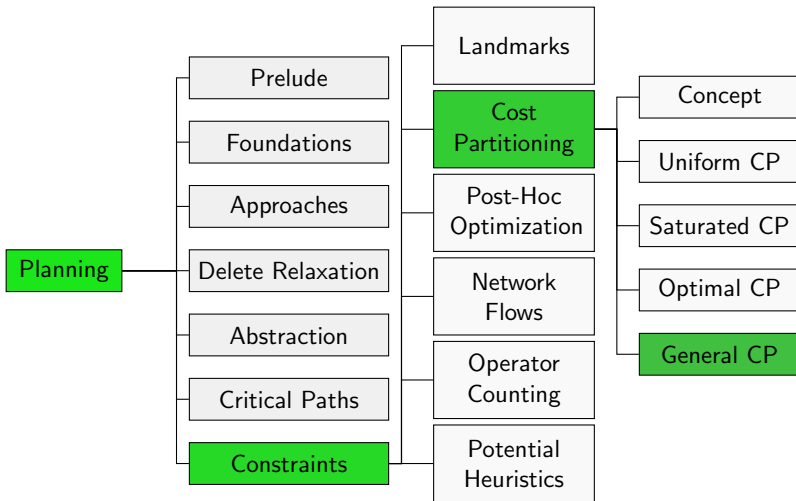 Planning
Prelude
Foundations
Approaches
Delete Relaxation
Abstraction
Critical Paths
Constraints
Landmarks
Cost
Partitioning
Post-Hoc
Optimization
Network
Flows
Operator
Counting
Potential
Heuristics
Concept
Uniform CP
Saturated CP
Optimal CP
General CP